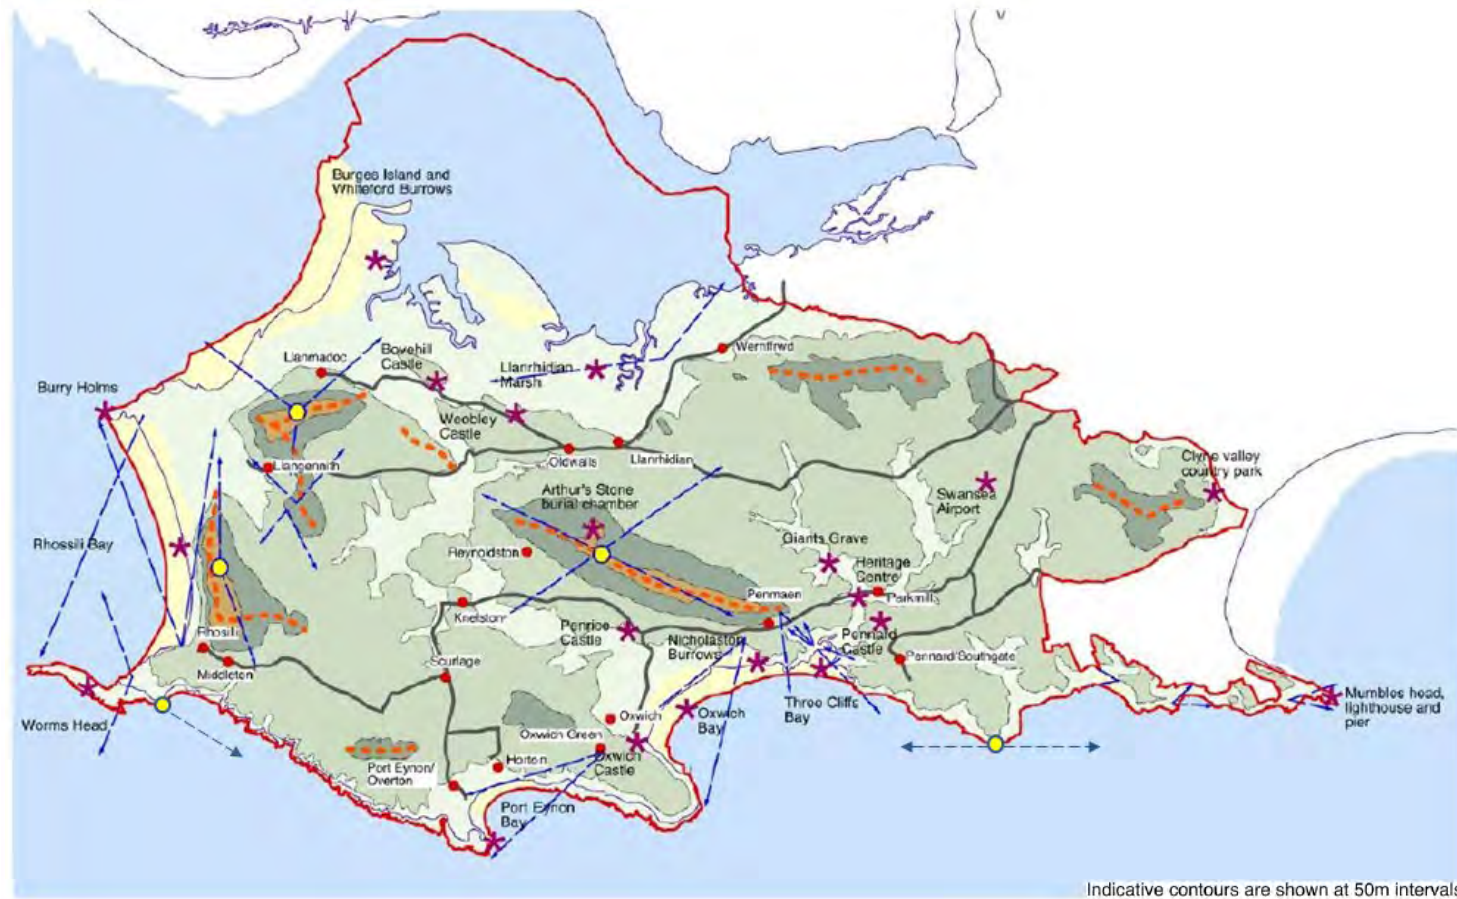 Burges Island and
Whiteford Burrows
Burry Holms
Llanmadoc
Bovehill
Castle
Llanrhidian
Marsh
Wernffrwd
Weobley
Castle
Llangennith
Oldwalls
Llanrhidian
Clyne valley
country park
Swansea
Airport
Arthur's Stone
burial chamber
Rhossili Bay
Reynoldston
Giants Grave
Heritage
Centre
Parkmill
Penmaen
Knelston
Penrice
Castle
Nicholaston
Burrows
Pennard
Castle
Rhosili
Middleton
Scurlage
Pennard/Southgate
Worms Head
Oxwich
Oxwich
Bay
Three Cliffs
Bay
Mumbles head,
lighthouse and
pier
Oxwich Green
Oxwich
Castle
Port Eynon/
Overton
Horton
Port Eynon
Bay
Indicative contours are shown at 50m intervals